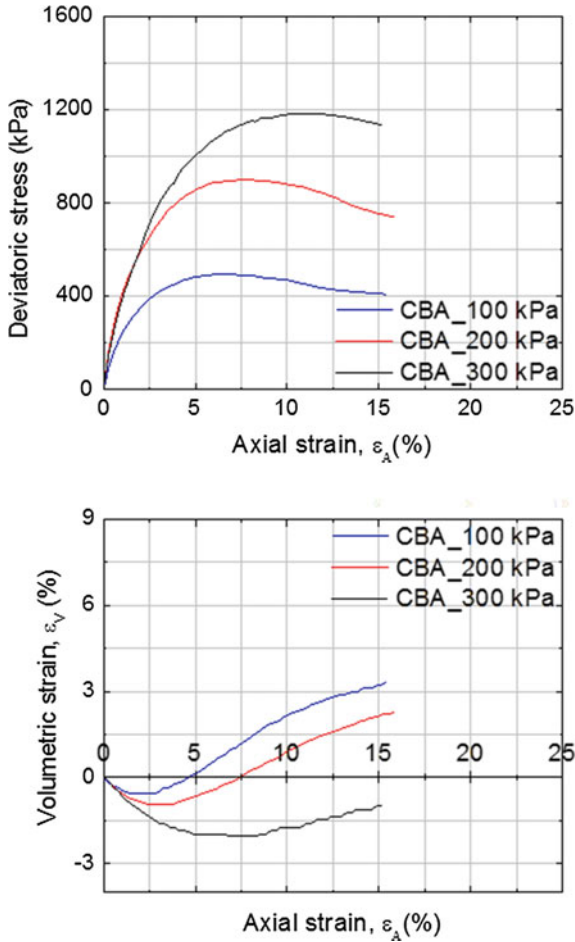 1600
1200
800
400
0
Deviatoric stress (kPa)
CBA_100 kPa
CBA_200 kPa
CBA_300 kPa
0 5 10 15 20 25
Axial strain, εA(%)
9
6
3
0
-3
Volumetric strain, εV (%)
CBA_100 kPa
CBA_200 kPa
CBA_300 kPa
0 5 10 15 20 25
Axial strain, εA(%)